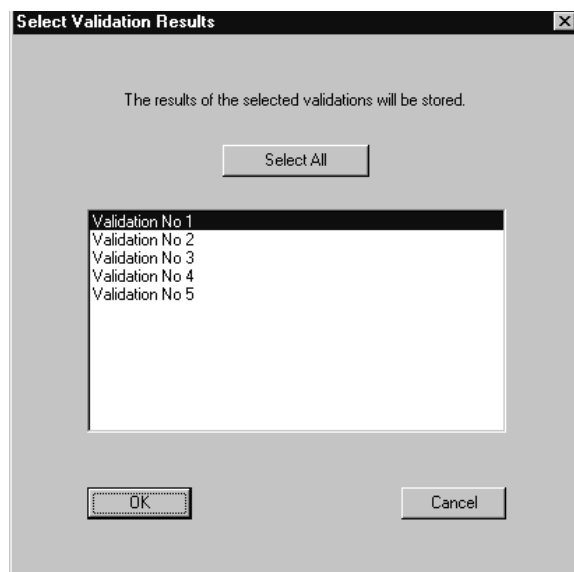 Select Validation Results
The results of the selected validations will be stored.
Select All
Validation No 1
Validation No 2
Validation No 3
Validation No 4
Validation No 5
OK
Cancel